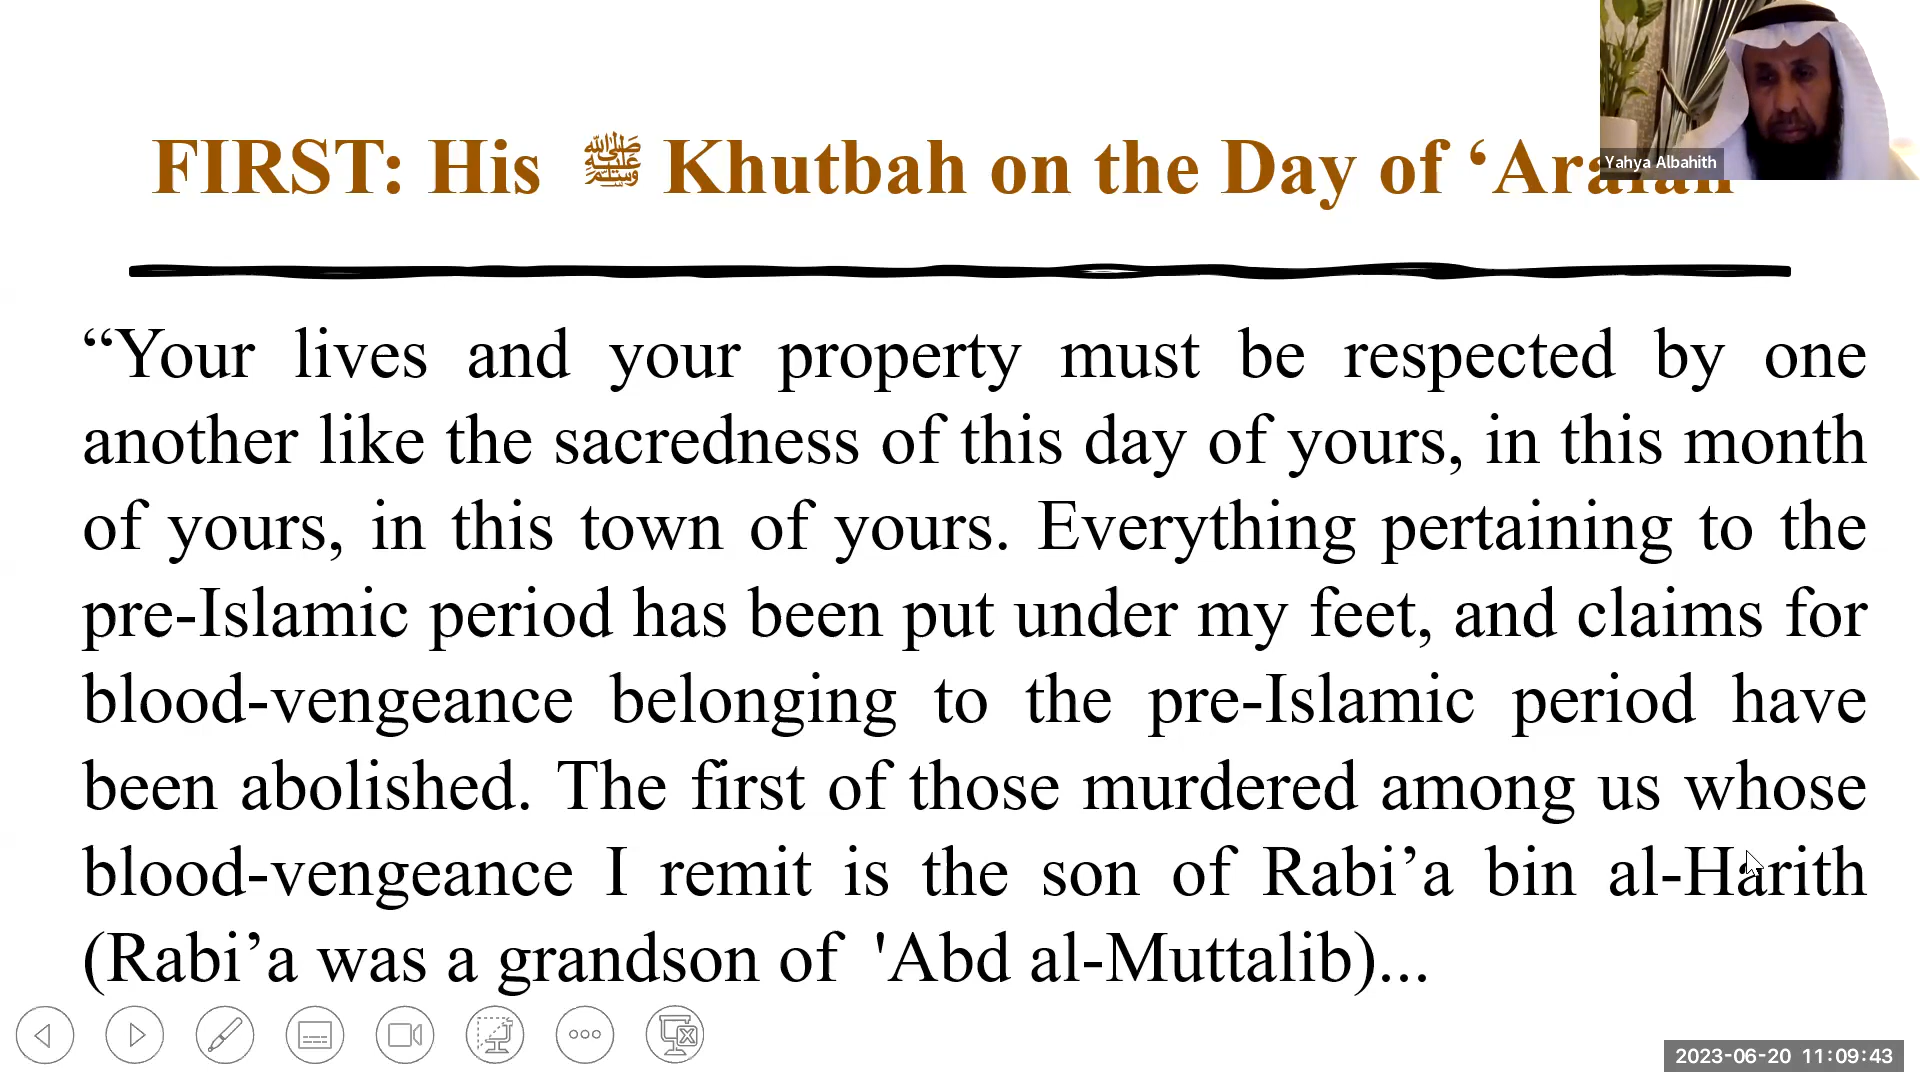 FIRST: His ﷺ Khutbah on the Day of ‘Arafah
Yahya Albahith
“Your lives and your property must be respected by one
another like the sacredness of this day of yours, in this month
of yours, in this town of yours. Everything pertaining to the
pre-Islamic period has been put under my feet, and claims for
blood-vengeance belonging to the pre-Islamic period have
been abolished. The first of those murdered among us whose
blood-vengeance I remit is the son of Rabi’a bin al-Harith
(Rabi’a was a grandson of 'Abd al-Muttalib)...
2023-06-20 11:09:43